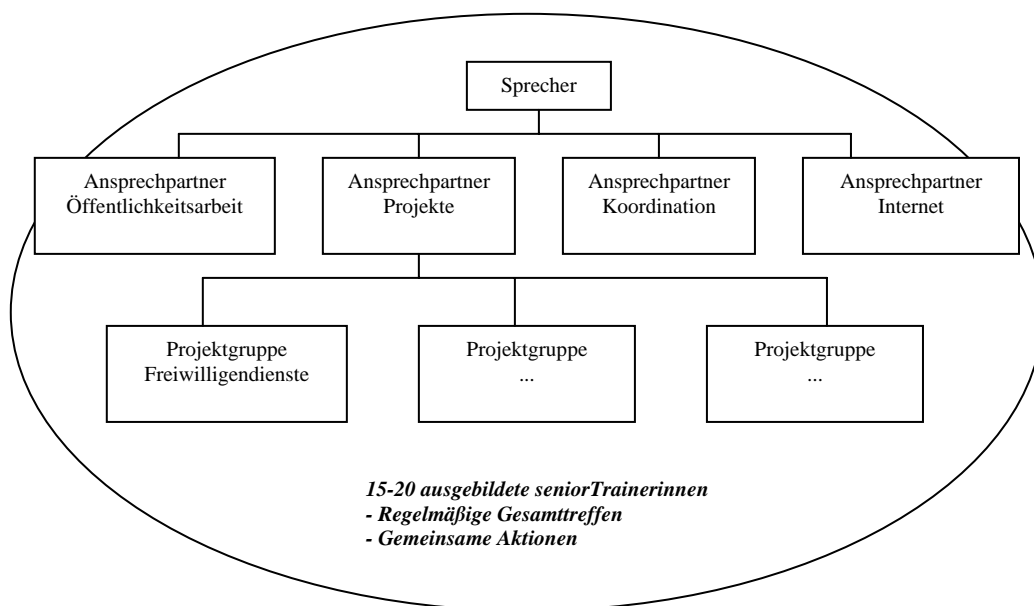 Sprecher
Ansprechpartner
Öffentlichkeitsarbeit
Ansprechpartner
Projekte
Ansprechpartner
Koordination
Ansprechpartner
Internet
Projektgruppe
Freiwilligendienste
Projektgruppe
...
Projektgruppe
...
15-20 ausgebildete seniorTrainerinnen
- Regelmäßige Gesamttreffen
- Gemeinsame Aktionen